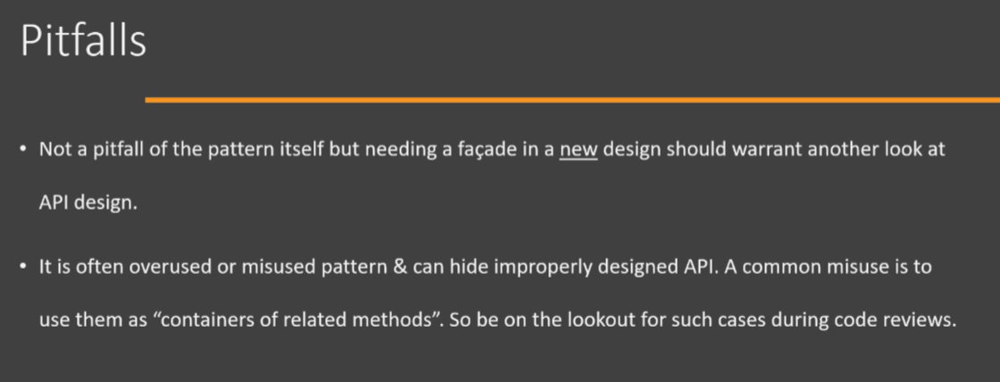 Pitfalls
• Not a pitfall of the pattern itself but needing a façade in a new design should warrant another look at
API design.
• It is often overused or misused pattern & can hide improperly designed API. A common misuse is to
use them as “containers of related methods”. So be on the lookout for such cases during code reviews.